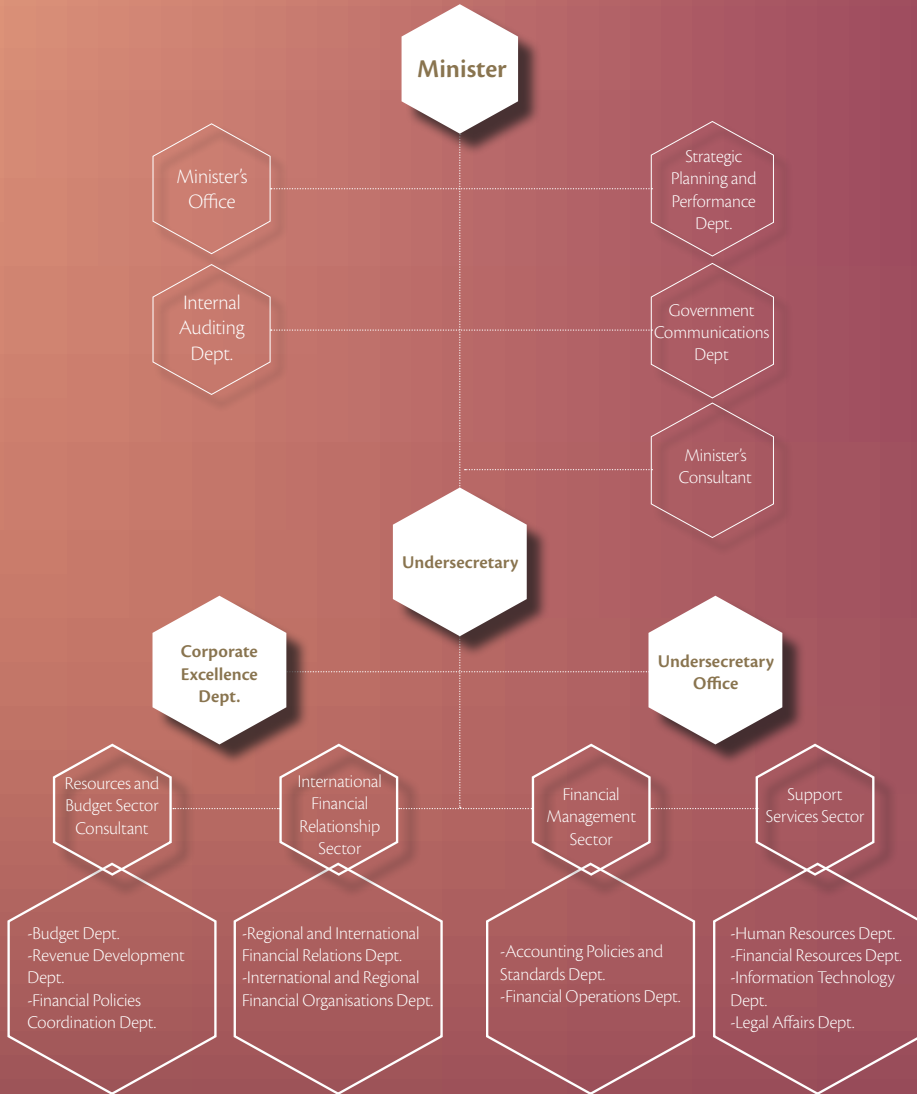 Minister
Minister's
Office
Strategic
Planning and
Performance
Dept.
Internal
Auditing
Dept.
Government
Communications
Dept
Minister's
Consultant
Undersecretary
Corporate
Excellence
Dept.
Undersecretary
Office
Resources and
Budget Sector
Consultant
International
Financial
Relationship
Sector
Financial
Management
Sector
Support
Services Sector
-Budget Dept.
-Revenue Development
Dept.
-Financial Policies
Coordination Dept.
-Regional and International
Financial Relations Dept.
-International and Regional
Financial Organisations Dept.
-Accounting Policies and
Standards Dept.
-Financial Operations Dept.
-Human Resources Dept.
-Financial Resources Dept.
-Information Technology
Dept.
-Legal Affairs Dept.